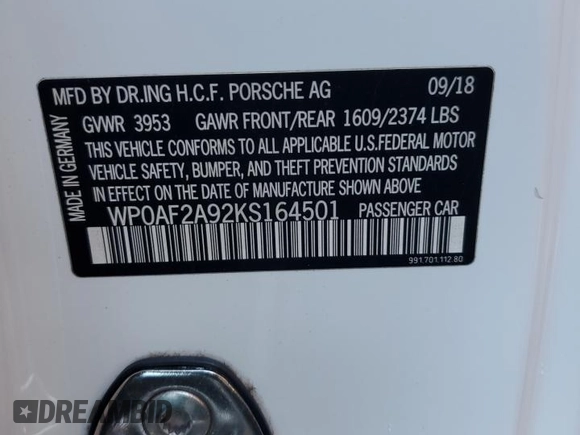 MFD BY DR.ING H.C.F. PORSCHE AG 09/18
GVWR 3953 GAWR FRONT/REAR 1609/2374 LBS
THIS VEHICLE CONFORMS TO ALL APPLICABLE U.S.FEDERAL MOTOR
VEHICLE SAFETY, BUMPER, AND THEFT PREVENTION STANDARDS
IN EFFECT ON THE DATE OF MANUFACTURE SHOWN ABOVE
WP0AF2A92KS164501 PASSENGER CAR
991.701.112.80
MADE IN GERMANY
DREAMBID